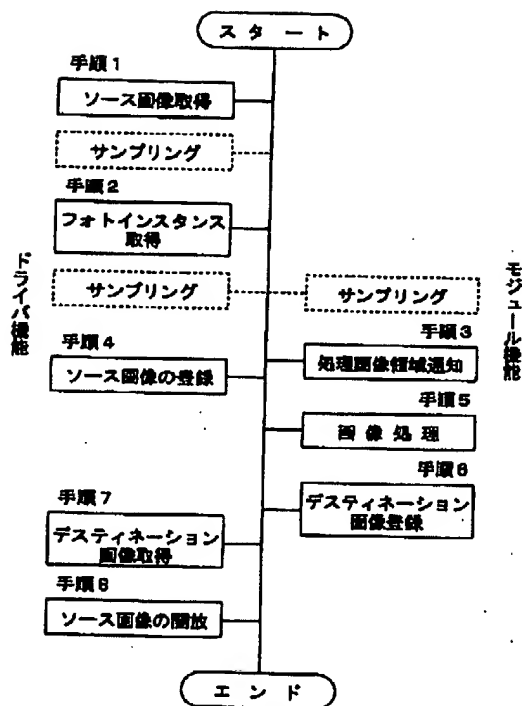 スタート
手順1
ソース画像取得
サンプリング
手順2
フォトインスタンス
取得
ドライバ機能
モジュール機能
サンプリング
サンプリング
手順3
処理画像領域通知
手順4
ソース画像の登録
手順5
画像処理
手順6
デスティネーション
画像登録
手順7
デスティネーション
画像取得
手順8
ソース画像の開放
エンド